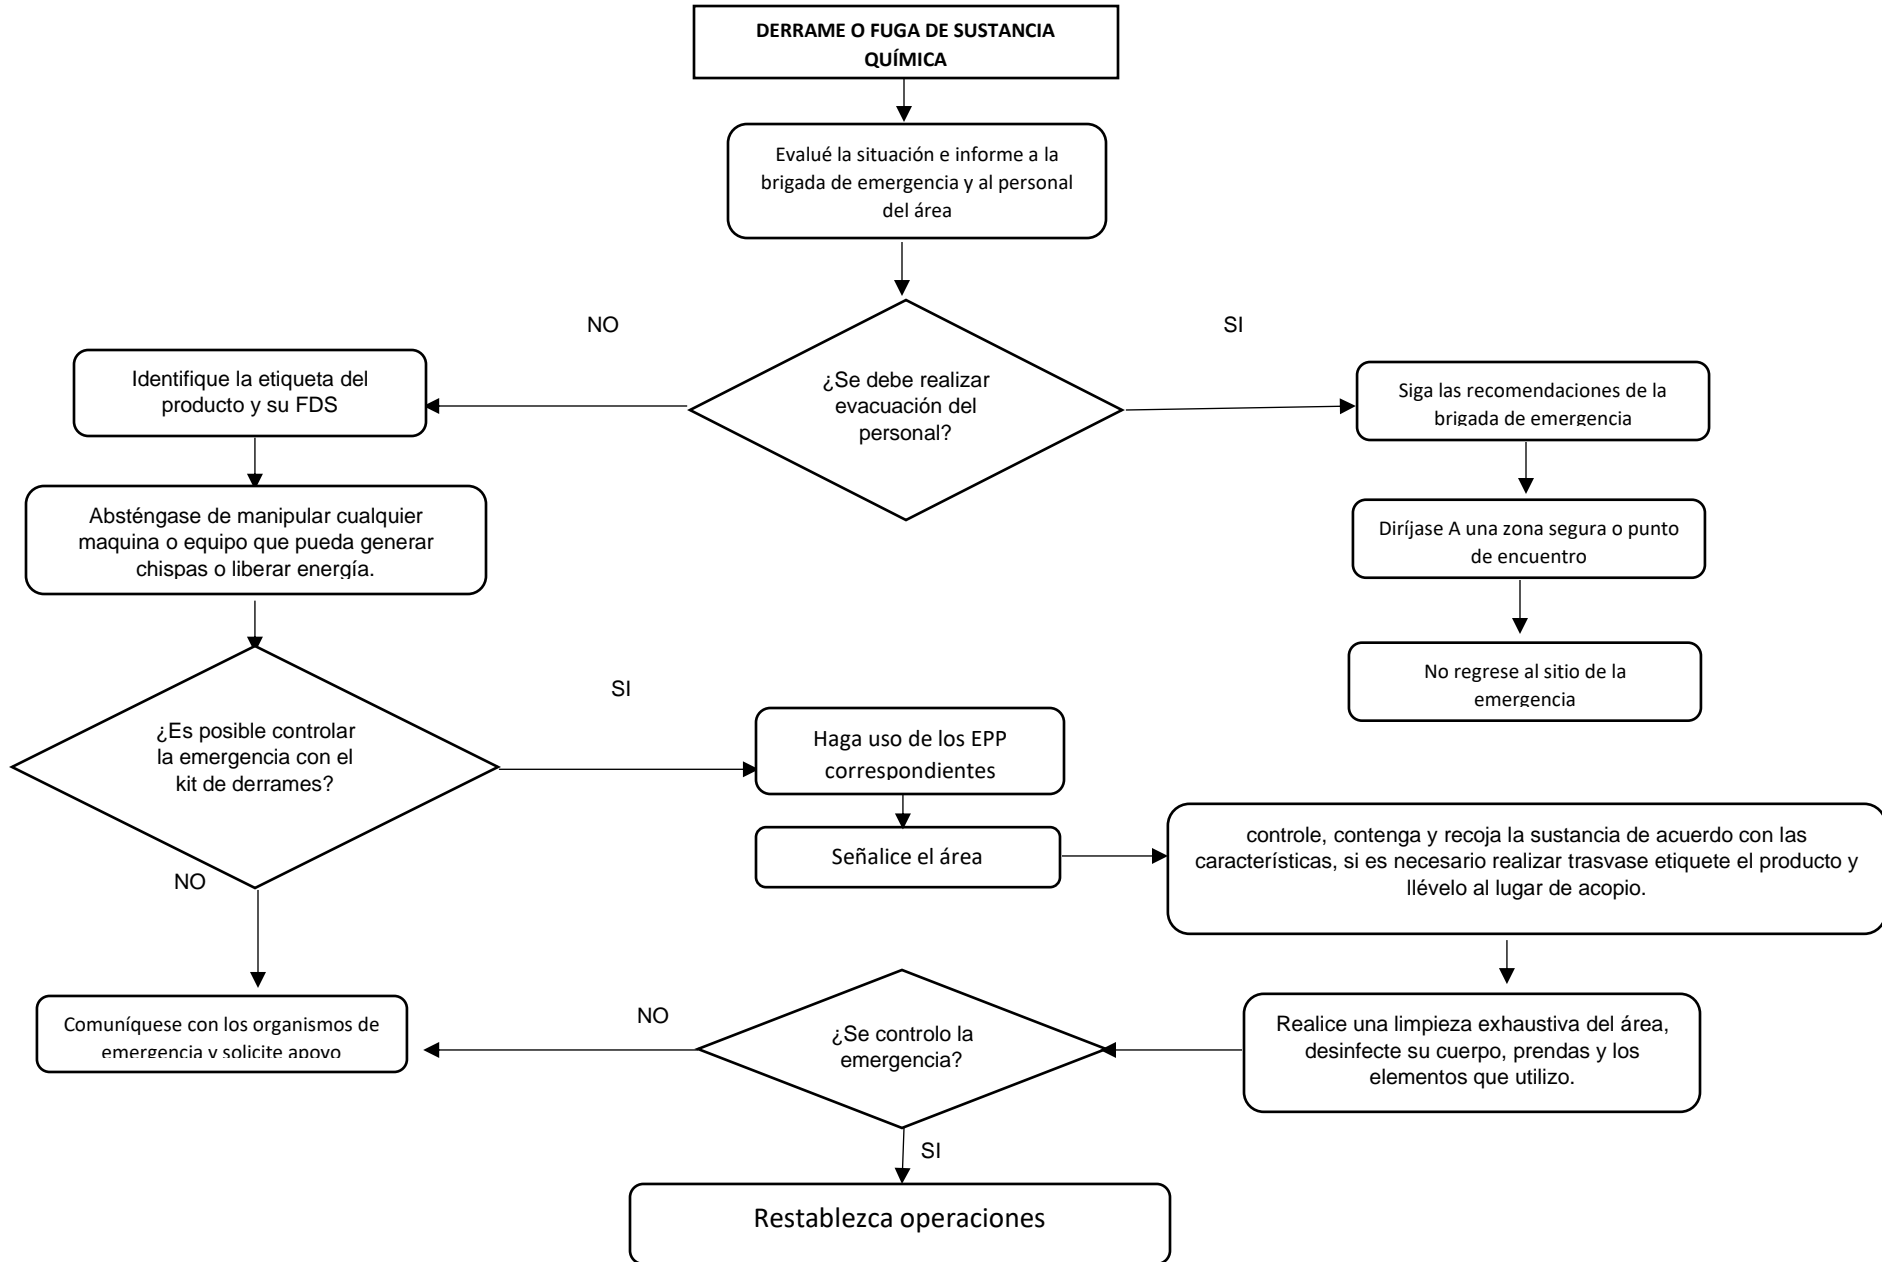 DERRAME O FUGA DE SUSTANCIA
QUÍMICA
Evalué la situación e informe a la
brigada de emergencia y al personal
del área
NO
SI
¿Se debe realizar
evacuación del
personal?
Identifique la etiqueta del
producto y su FDS
Siga las recomendaciones de la
brigada de emergencia
Absténgase de manipular cualquier
maquina o equipo que pueda generar
chispas o liberar energía.
Diríjase A una zona segura o punto
de encuentro
No regrese al sitio de la
emergencia
¿Es posible controlar
la emergencia con el
kit de derrames?
SI
Haga uso de los EPP
correspondientes
Señalice el área
controle, contenga y recoja la sustancia de acuerdo con las
características, si es necesario realizar trasvase etiquete el producto y
llévelo al lugar de acopio.
NO
Comuníquese con los organismos de
emergencia y solicite apoyo
NO
¿Se controlo la
emergencia?
Realice una limpieza exhaustiva del área,
desinfecte su cuerpo, prendas y los
elementos que utilizo.
SI
Restablezca operaciones